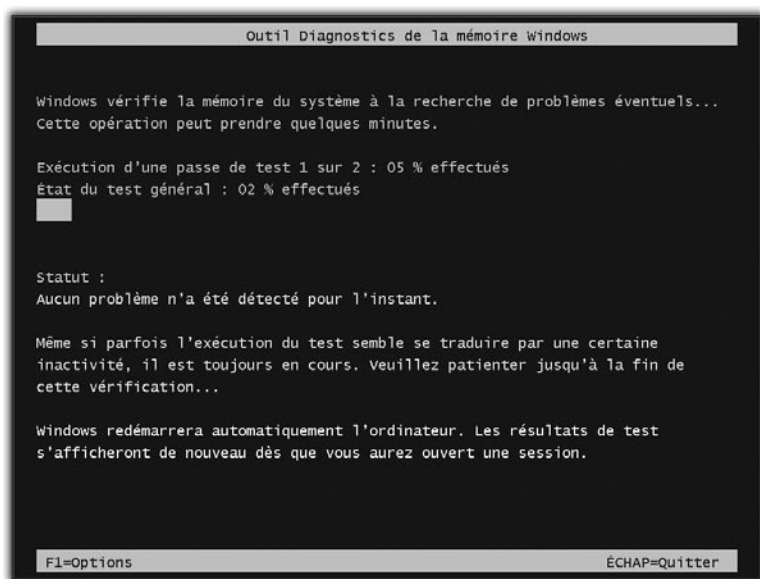 Outil Diagnostics de la mémoire Windows
Windows vérifie la mémoire du système à la recherche de problèmes éventuels...
Cette opération peut prendre quelques minutes.
Exécution d'une passe de test 1 sur 2 : 05 % effectués
État du test général : 02 % effectués
Statut :
Aucun problème n'a été détecté pour l'instant.
Même si parfois l'exécution du test semble se traduire par une certaine
inactivité, il est toujours en cours. Veuillez patienter jusqu'à la fin de
cette vérification...
Windows redémarrera automatiquement l'ordinateur. Les résultats de test
s'afficheront de nouveau dès que vous aurez ouvert une session.
F1=Options ÉCHAP=Quitter